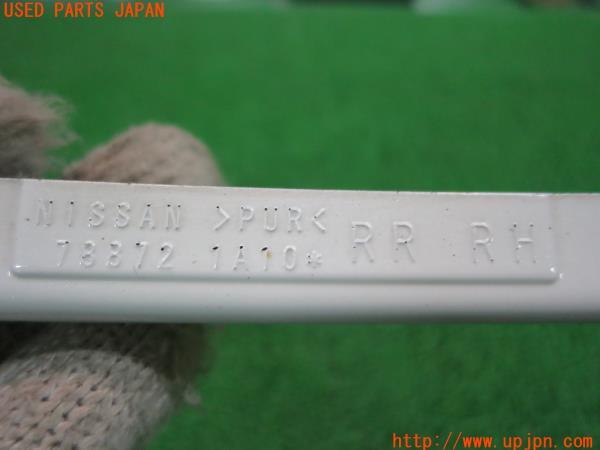 USED PARTS JAPAN
NISSAN >PUR< RR RH
78872 1A10*
http://www.upjpn.com/